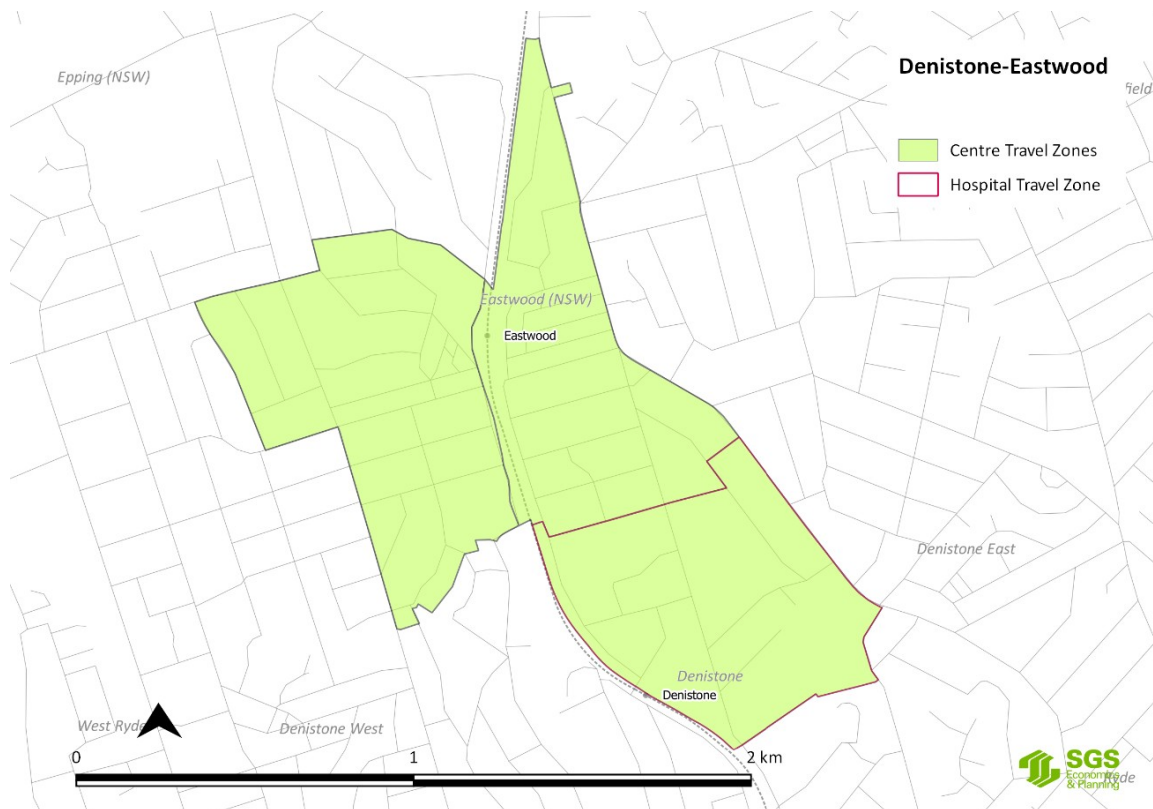 Denistone-Eastwood
Epping (NSW)
field
Centre Travel Zones
Hospital Travel Zone
Eastwood (NSW)
Eastwood
Denistone East
Denistone
Denistone
West Ryde
Denistone West
0
1
2 km
SGS
Economics
& Planning
Ryde